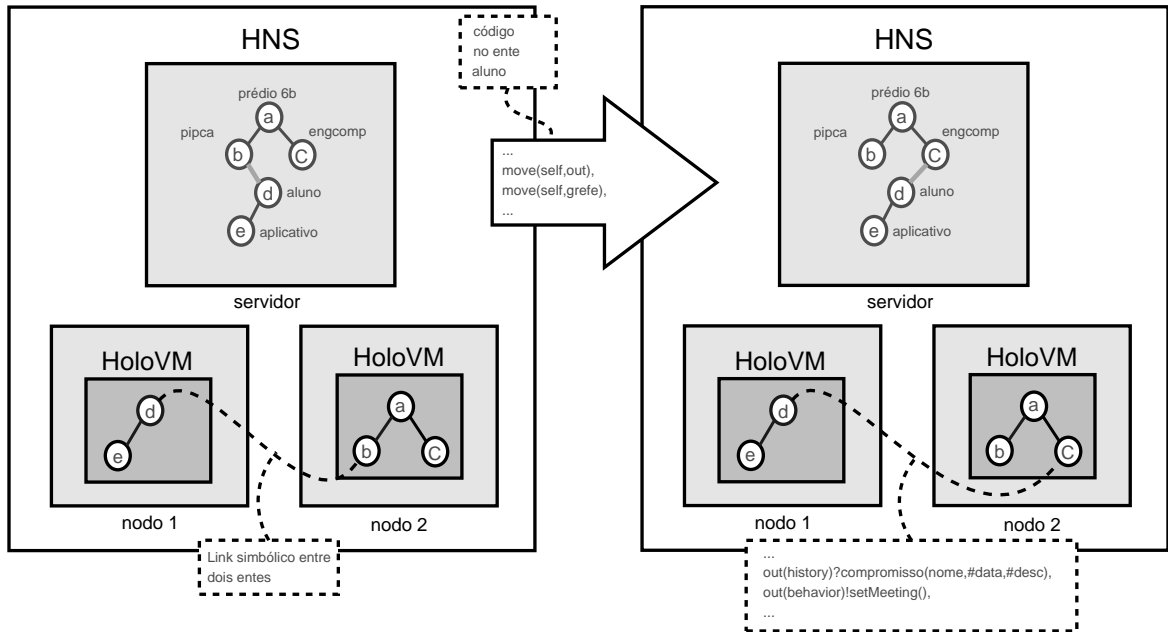 HNS
prédio 6b
a
pipca
engcomp
b
C
d
aluno
e
aplicativo
servidor
HoloVM
d
e
nodo 1
HoloVM
a
b
C
nodo 2
Link simbólico entre
dois entes
código
no ente
aluno
...
move(self,out),
move(self,grefe),
...
HNS
prédio 6b
a
pipca
engcomp
b
C
d
aluno
e
aplicativo
servidor
HoloVM
d
e
nodo 1
HoloVM
a
b
C
nodo 2
...
out(history)?compromisso(nome,#data,#desc),
out(behavior)!setMeeting(),
...